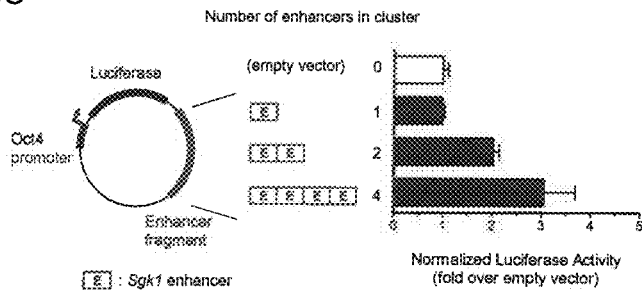 Number of enhancers in cluster
Luciferase
(empty vector)
0
E
1
Oct4
promoter
E E
2
E E E E
4
Enhancer
fragment
0 1 2 3 4 5
E : Sgk1 enhancer
Normalized Luciferase Activity
(fold over empty vector)